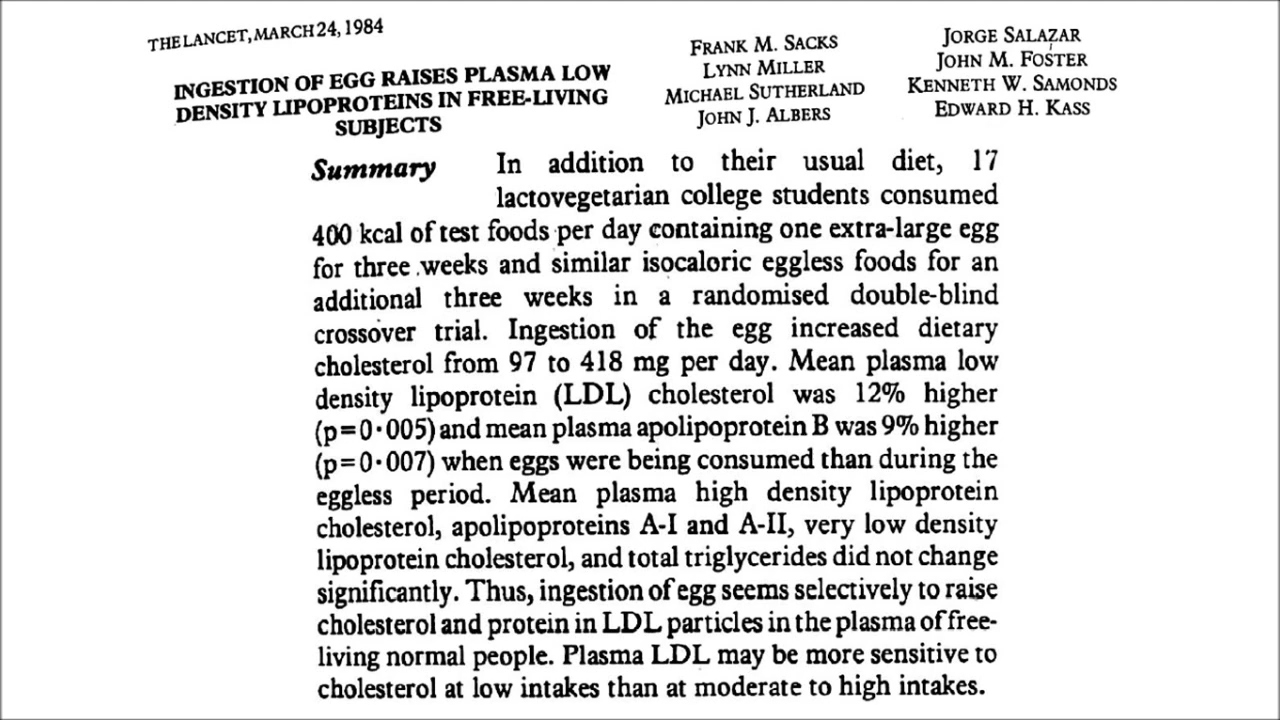 THE LANCET, MARCH 24, 1984
INGESTION OF EGG RAISES PLASMA LOW
DENSITY LIPOPROTEINS IN FREE-LIVING
SUBJECTS
FRANK M. SACKS
LYNN MILLER
MICHAEL SUTHERLAND
JOHN J. ALBERS
JORGE SALAZAR
JOHN M. FOSTER
KENNETH W. SAMONDS
EDWARD H. KASS
Summary In addition to their usual diet, 17
lactovegetarian college students consumed
400 kcal of test foods per day containing one extra-large egg
for three weeks and similar isocaloric eggless foods for an
additional three weeks in a randomised double-blind
crossover trial. Ingestion of the egg increased dietary
cholesterol from 97 to 418 mg per day. Mean plasma low
density lipoprotein (LDL) cholesterol was 12% higher
(p=0·005) and mean plasma apolipoprotein B was 9% higher
(p=0·007) when eggs were being consumed than during the
eggless period. Mean plasma high density lipoprotein
cholesterol, apolipoproteins A-I and A-II, very low density
lipoprotein cholesterol, and total triglycerides did not change
significantly. Thus, ingestion of egg seems selectively to raise
cholesterol and protein in LDL particles in the plasma of free-
living normal people. Plasma LDL may be more sensitive to
cholesterol at low intakes than at moderate to high intakes.